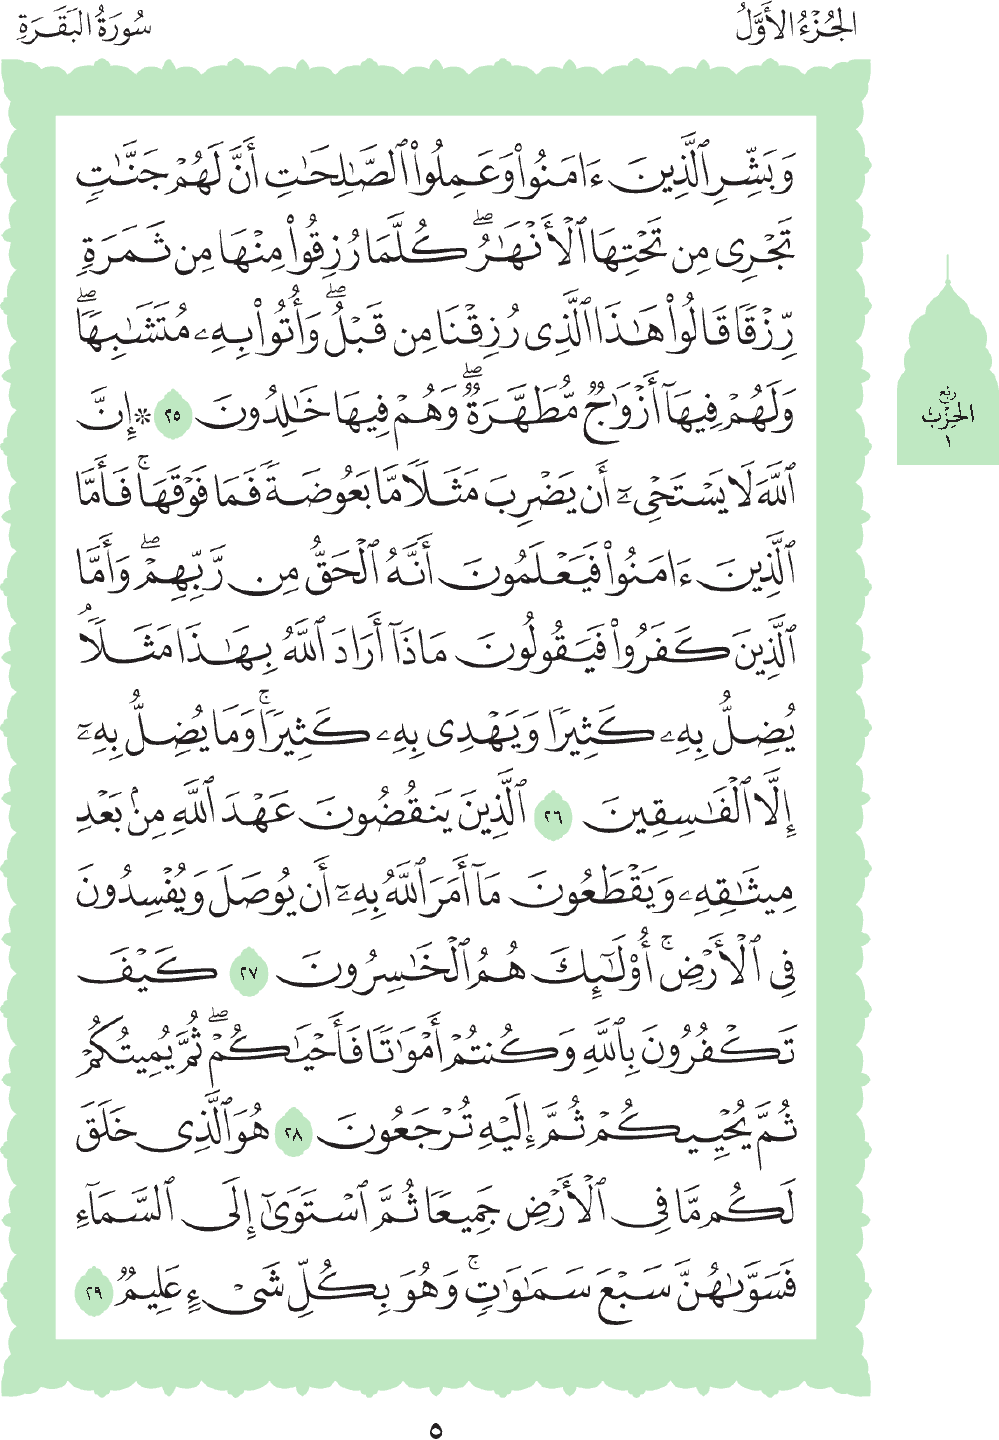 الجُزْءُ الأَوَّلُ
سُورَةُ البَقَرَةِ
وَبَشِّرِ ٱلَّذِينَ ءَامَنُوا۟ وَعَمِلُوا۟ ٱلصَّـٰلِحَـٰتِ أَنَّ لَهُمْ جَنَّـٰتٍ
تَجْرِى مِن تَحْتِهَا ٱلْأَنْهَـٰرُ ۖ كُلَّمَا رُزِقُوا۟ مِنْهَا مِن ثَمَرَةٍ
رِّزْقًا قَالُوا۟ هَـٰذَا ٱلَّذِى رُزِقْنَا مِن قَبْلُ ۖ وَأُتُوا۟ بِهِۦ مُتَشَـٰبِهًا ۖ
وَلَهُمْ فِيهَآ أَزْوَٰجٌ مُّطَهَّرَةٌ ۖ وَهُمْ فِيهَا خَـٰلِدُونَ ٢٥ ۞ إِنَّ
ربع
الحِزْب
١
ٱللَّهَ لَا يَسْتَحْىِۦٓ أَن يَضْرِبَ مَثَلًا مَّا بَعُوضَةً فَمَا فَوْقَهَا ۚ فَأَمَّا
ٱلَّذِينَ ءَامَنُوا۟ فَيَعْلَمُونَ أَنَّهُ ٱلْحَقُّ مِن رَّبِّهِمْ ۖ وَأَمَّا
ٱلَّذِينَ كَفَرُوا۟ فَيَقُولُونَ مَاذَآ أَرَادَ ٱللَّهُ بِهَـٰذَا مَثَلًا ۘ
يُضِلُّ بِهِۦ كَثِيرًا وَيَهْدِى بِهِۦ كَثِيرًا ۚ وَمَا يُضِلُّ بِهِۦٓ
إِلَّا ٱلْفَـٰسِقِينَ ٢٦ ٱلَّذِينَ يَنقُضُونَ عَهْدَ ٱللَّهِ مِنۢ بَعْدِ
مِيثَـٰقِهِۦ وَيَقْطَعُونَ مَآ أَمَرَ ٱللَّهُ بِهِۦٓ أَن يُوصَلَ وَيُفْسِدُونَ
فِى ٱلْأَرْضِ ۚ أُو۟لَـٰٓئِكَ هُمُ ٱلْخَـٰسِرُونَ ٢٧ كَيْفَ
تَكْفُرُونَ بِٱللَّهِ وَكُنتُمْ أَمْوَٰتًا فَأَحْيَـٰكُمْ ۖ ثُمَّ يُمِيتُكُمْ
ثُمَّ يُحْيِيكُمْ ثُمَّ إِلَيْهِ تُرْجَعُونَ ٢٨ هُوَ ٱلَّذِى خَلَقَ
لَكُم مَّا فِى ٱلْأَرْضِ جَمِيعًا ثُمَّ ٱسْتَوَىٰٓ إِلَى ٱلسَّمَآءِ
فَسَوَّىٰهُنَّ سَبْعَ سَمَـٰوَٰتٍ ۚ وَهُوَ بِكُلِّ شَىْءٍ عَلِيمٌ ٢٩
٥